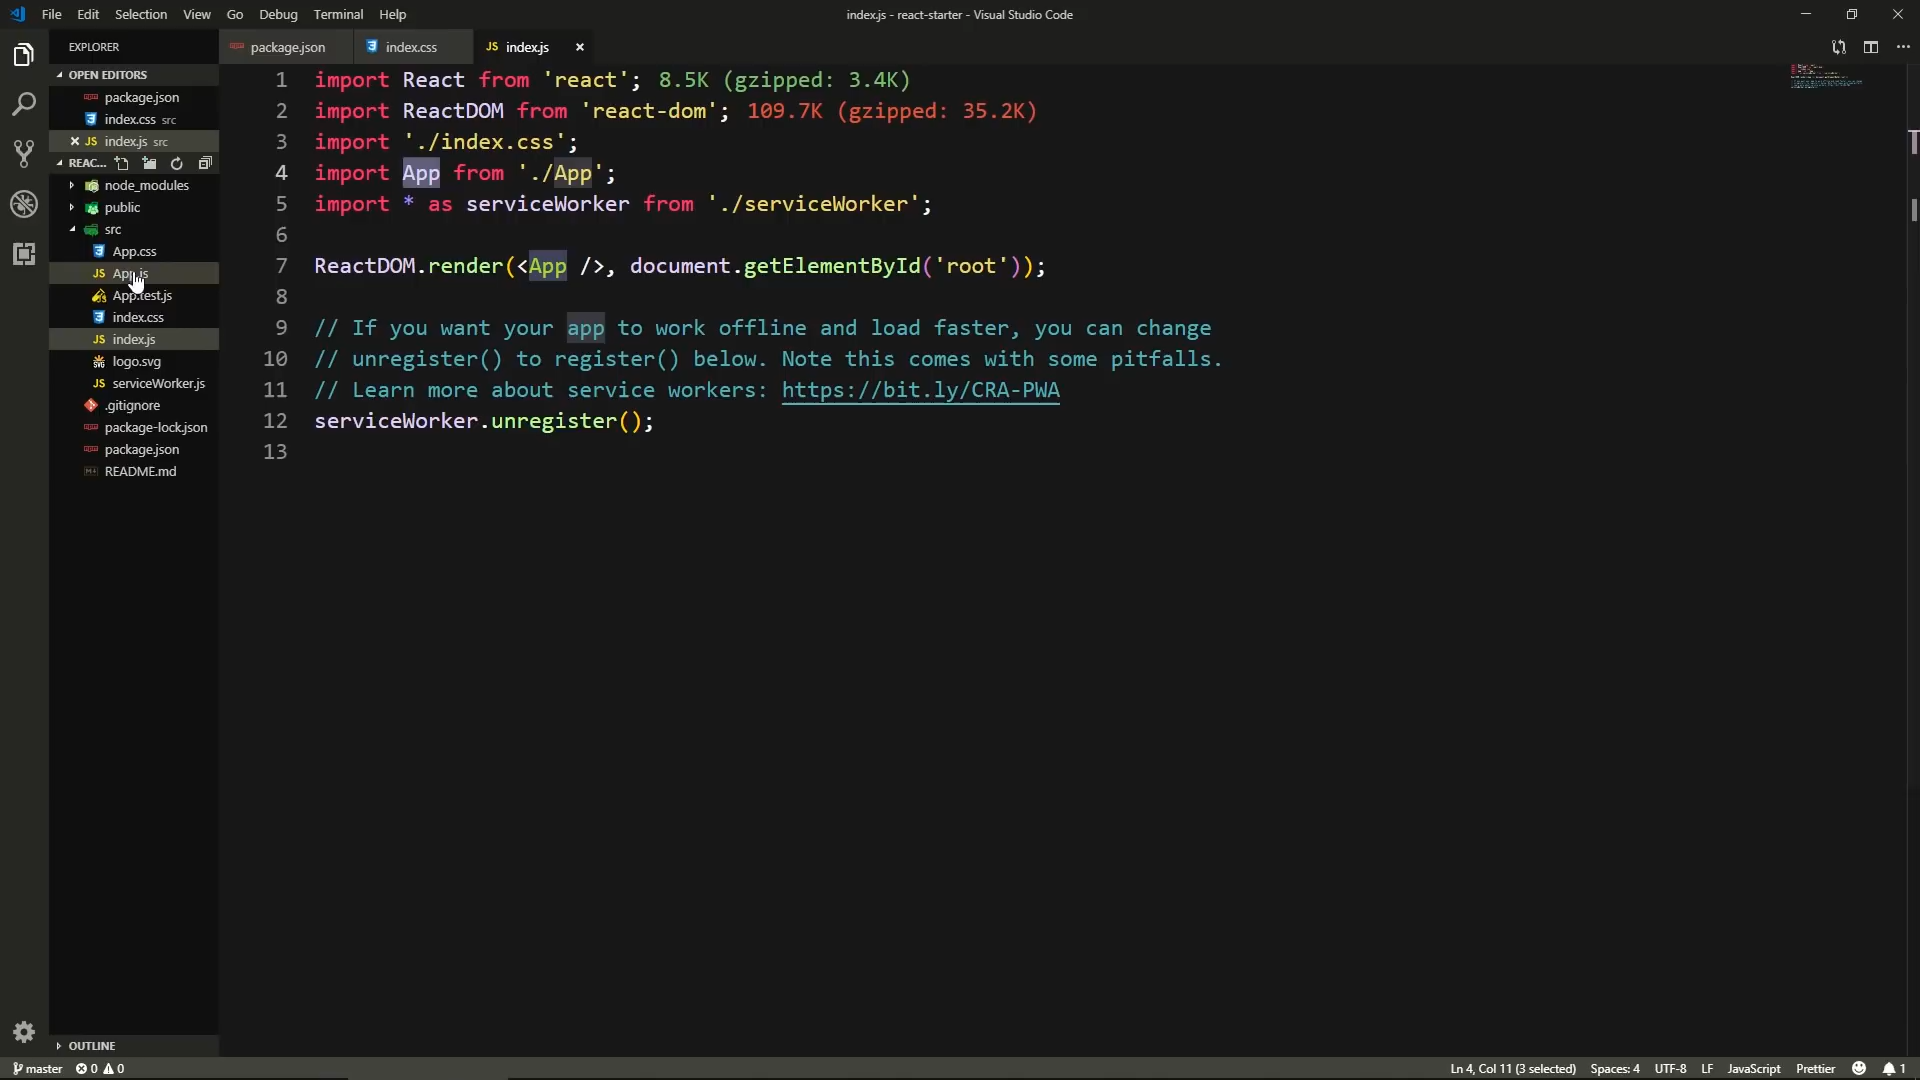 File Edit Selection View Go Debug Terminal Help
index.js - react-starter - Visual Studio Code
EXPLORER
OPEN EDITORS
package.json
index.css src
JS index.js src
REAC...
node_modules
public
src
App.css
JS App.js
App.test.js
index.css
JS index.js
logo.svg
JS serviceWorker.js
.gitignore
package-lock.json
package.json
README.md
OUTLINE
package.json
index.css
JS index.js
1 import React from 'react'; 8.5K (gzipped: 3.4K)
2 import ReactDOM from 'react-dom'; 109.7K (gzipped: 35.2K)
3 import './index.css';
4 import App from './App';
5 import * as serviceWorker from './serviceWorker';
6
7 ReactDOM.render(<App />, document.getElementById('root'));
8
9 // If you want your app to work offline and load faster, you can change
10 // unregister() to register() below. Note this comes with some pitfalls.
11 // Learn more about service workers: https://bit.ly/CRA-PWA
12 serviceWorker.unregister();
13
master 0 0
Ln 4, Col 11 (3 selected) Spaces: 4 UTF-8 LF JavaScript Prettier 1